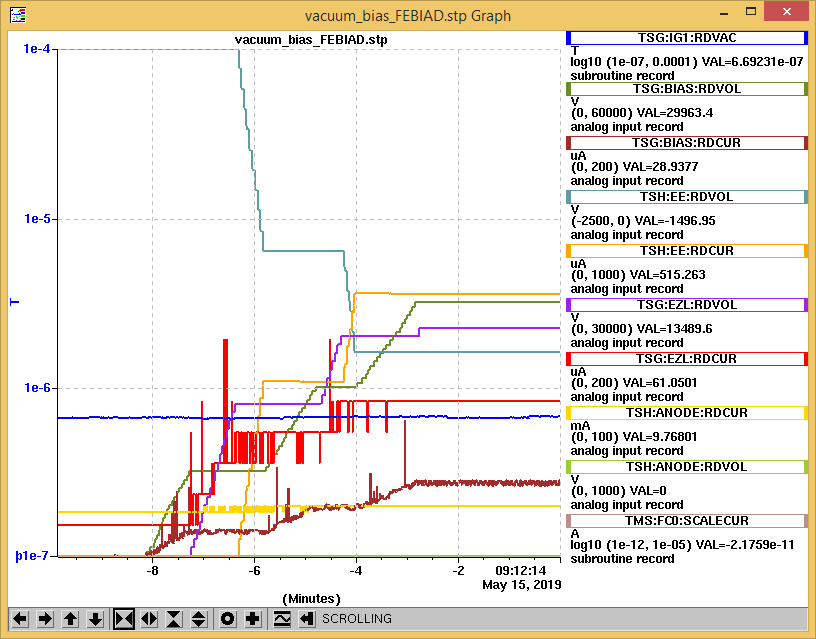 vacuum_bias_FEBIAD.stp Graph
vacuum_bias_FEBIAD.stp
1e-4
1e-5
T
1e-6
1e-7
-8
-6
-4
-2
09:12:14
May 15, 2019
(Minutes)
TSG:IG1:RDVAC
T
log10 (1e-07, 0.0001) VAL=6.69231e-07
subroutine record
TSG:BIAS:RDVOL
V
(0, 60000) VAL=29963.4
analog input record
TSG:BIAS:RDCUR
uA
(0, 200) VAL=28.9377
analog input record
TSH:EE:RDVOL
V
(-2500, 0) VAL=-1496.95
analog input record
TSH:EE:RDCUR
uA
(0, 1000) VAL=515.263
analog input record
TSG:EZL:RDVOL
V
(0, 30000) VAL=13489.6
analog input record
TSG:EZL:RDCUR
uA
(0, 200) VAL=61.0501
analog input record
TSH:ANODE:RDCUR
mA
(0, 100) VAL=9.76801
analog input record
TSH:ANODE:RDVOL
V
(0, 1000) VAL=0
analog input record
TMS:FC0:SCALECUR
A
log10 (1e-12, 1e-05) VAL=-2.1759e-11
subroutine record
SCROLLING